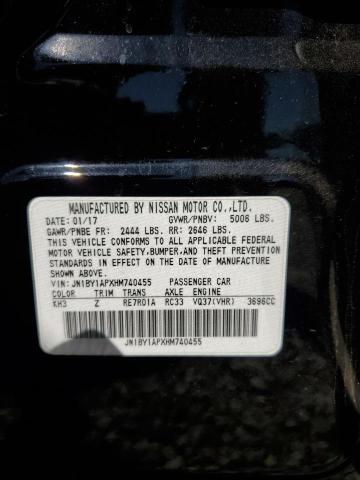 MANUFACTURED BY NISSAN MOTOR CO.,LTD.
DATE: 01/17 GVWR/PNBV: 5006 LBS.
GAWR/PNBE FR: 2444 LBS. RR: 2646 LBS.
THIS VEHICLE CONFORMS TO ALL APPLICABLE FEDERAL
MOTOR VEHICLE SAFETY,BUMPER,AND THEFT PREVENTION
STANDARDS IN EFFECT ON THE DATE OF MANUFACTURE
SHOWN ABOVE.
VIN: JN1BY1APXHM740455 PASSENGER CAR
COLOR TRIM TRANS AXLE ENGINE
KH3 Z RE7R01A RC33 VQ37(VHR) 3696CC
JN1BY1APXHM740455